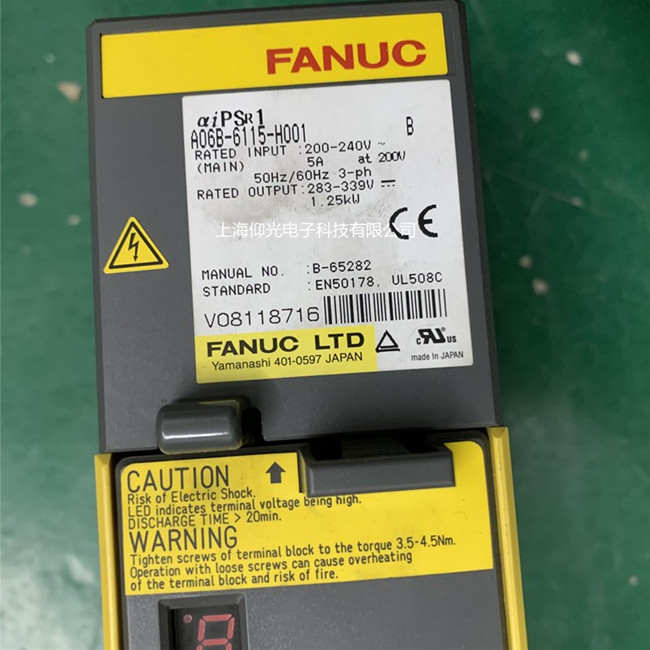 FANUC
αiPSR1
A06B-6115-H001 B
RATED INPUT :200-240V ~
(MAIN) 5A at 200V
50Hz/60Hz 3-ph
RATED OUTPUT:283-339V ⎓
1.25kW
上海仰光电子科技有限公司
CE
MANUAL NO. :B-65282
STANDARD :EN50178, UL508C
V08118716
FANUC LTD
Yamanashi 401-0597 JAPAN
c RU US
made in JAPAN
CAUTION
Risk of Electric Shock.
LED indicates terminal voltage being high.
DISCHARGE TIME > 20min.
WARNING
Tighten screws of terminal block to the torque 3.5-4.5Nm.
Operation with loose screws can cause overheating
of the terminal block and risk of fire.